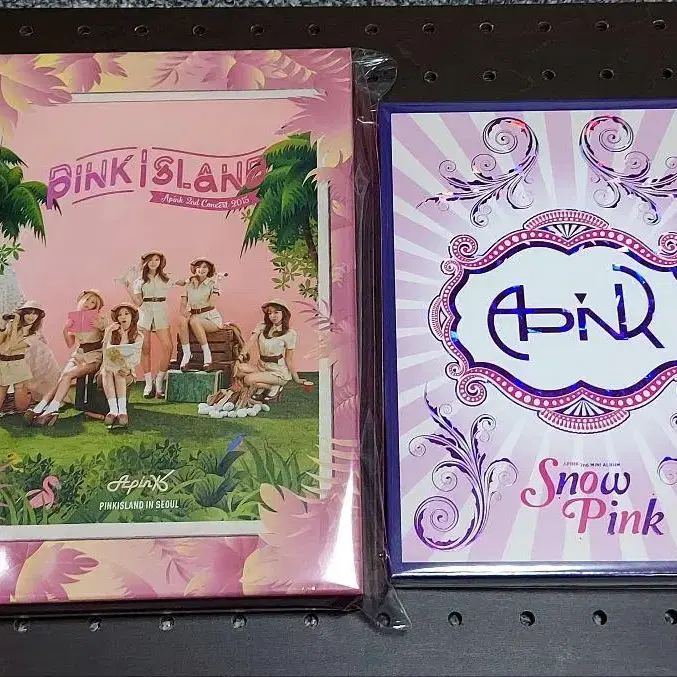 PINK ISLAND
Apink 2nd Concert 2015
Apink
PINKISLAND IN SEOUL
APINK
APINK 2nd MINI ALBUM
Snow
Pink